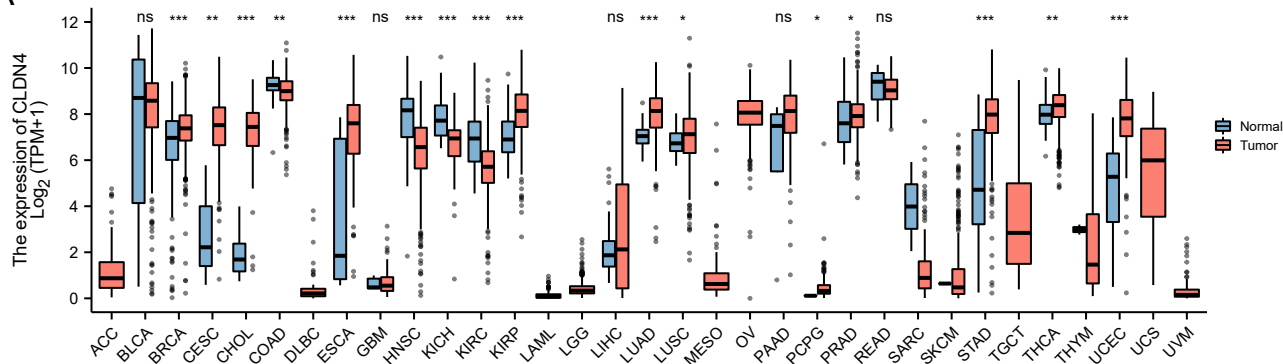 The expression of CLDN4
Log2 (TPM+1)
12
10
8
6
4
2
0
ns *** ** *** ** *** ns *** *** *** *** ns *** * ns * * ns *** ** ***
Normal
Tumor
ACC BLCA BRCA CESC CHOL COAD DLBC ESCA GBM HNSC KICH KIRC KIRP LAML LGG LIHC LUAD LUSC MESO OV PAAD PCPG PRAD READ SARC SKCM STAD TGCT THCA THYM UCEC UCS UVM